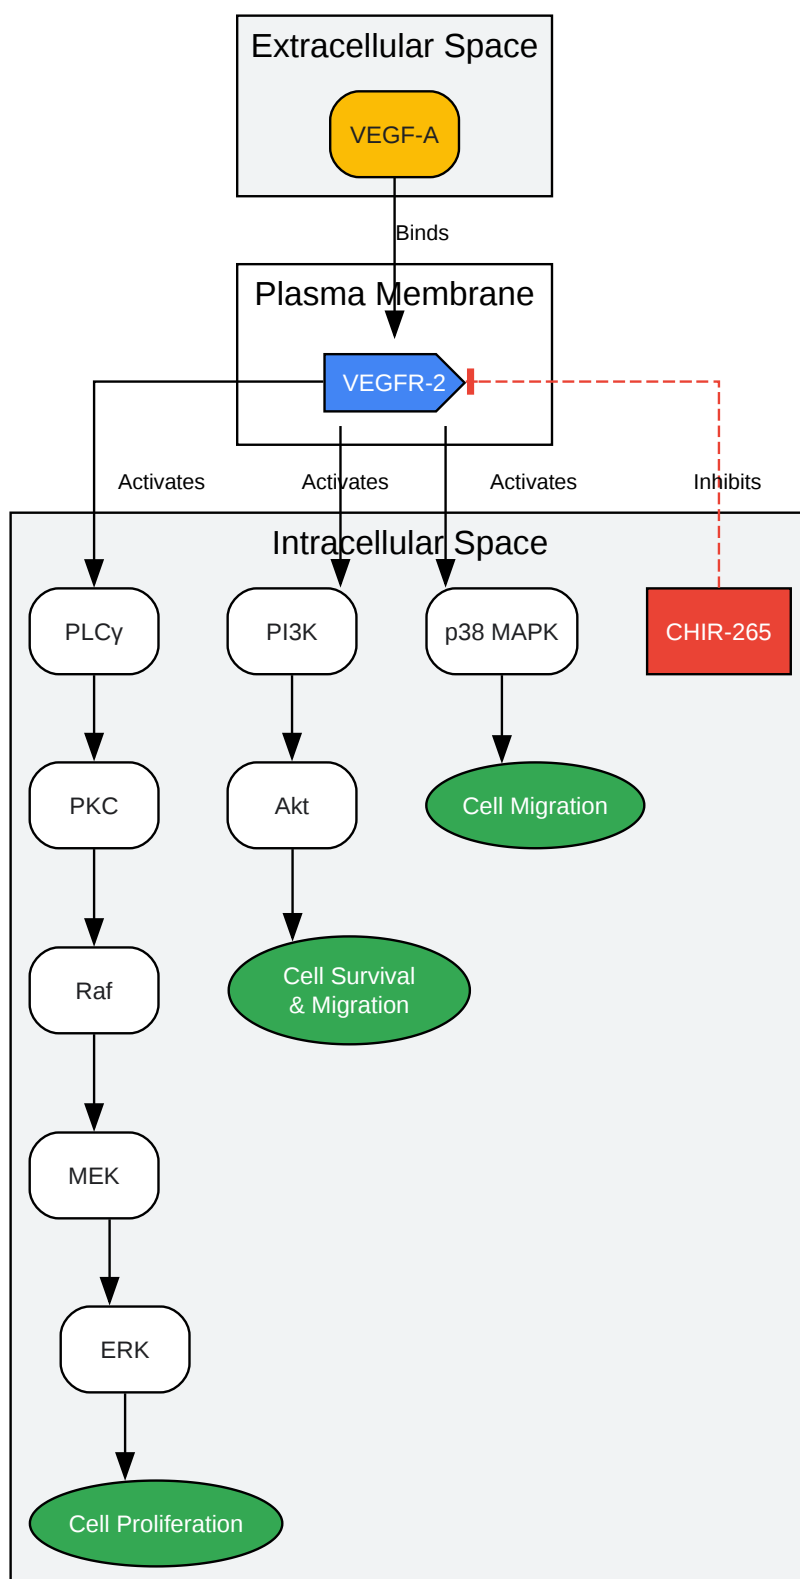 Extracellular Space
VEGF-A
Binds
Plasma Membrane
VEGFR-2
Activates
Activates
Activates
Inhibits
Intracellular Space
PLCγ
PI3K
p38 MAPK
CHIR-265
PKC
Akt
Cell Migration
Raf
Cell Survival
& Migration
MEK
ERK
Cell Proliferation